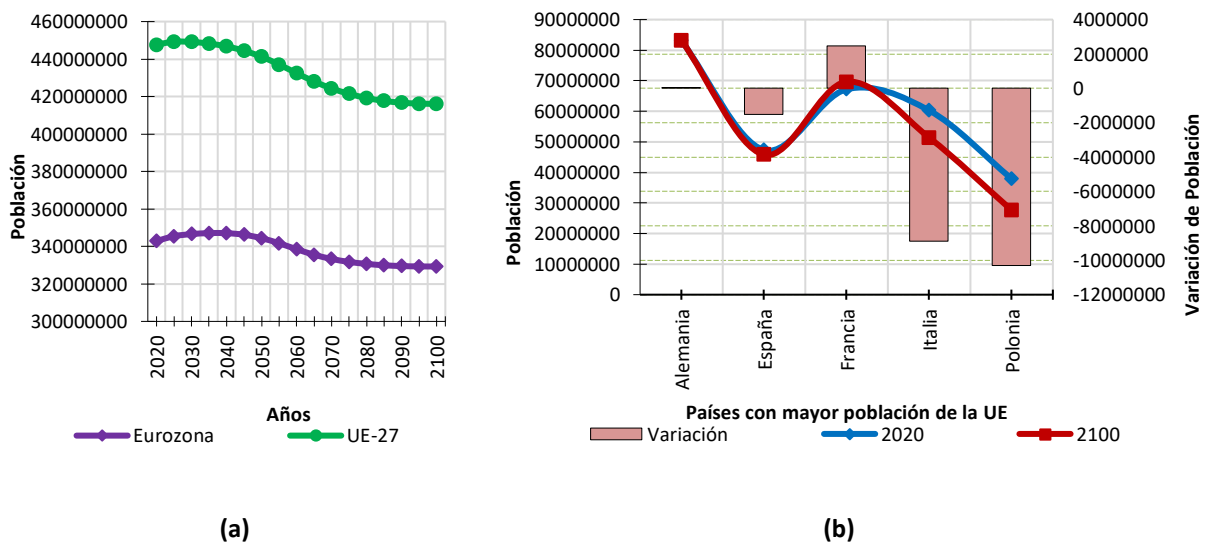 460000000
440000000
420000000
400000000
380000000
360000000
340000000
320000000
300000000
Población
2020
2030
2040
2050
2060
2070
2080
2090
2100
Años
Eurozona
UE-27
(a)
90000000
80000000
70000000
60000000
50000000
40000000
30000000
20000000
10000000
0
Población
4000000
2000000
0
-2000000
-4000000
-6000000
-8000000
-10000000
-12000000
Variación de Población
Alemania
España
Francia
Italia
Polonia
Países con mayor población de la UE
Variación
2020
2100
(b)